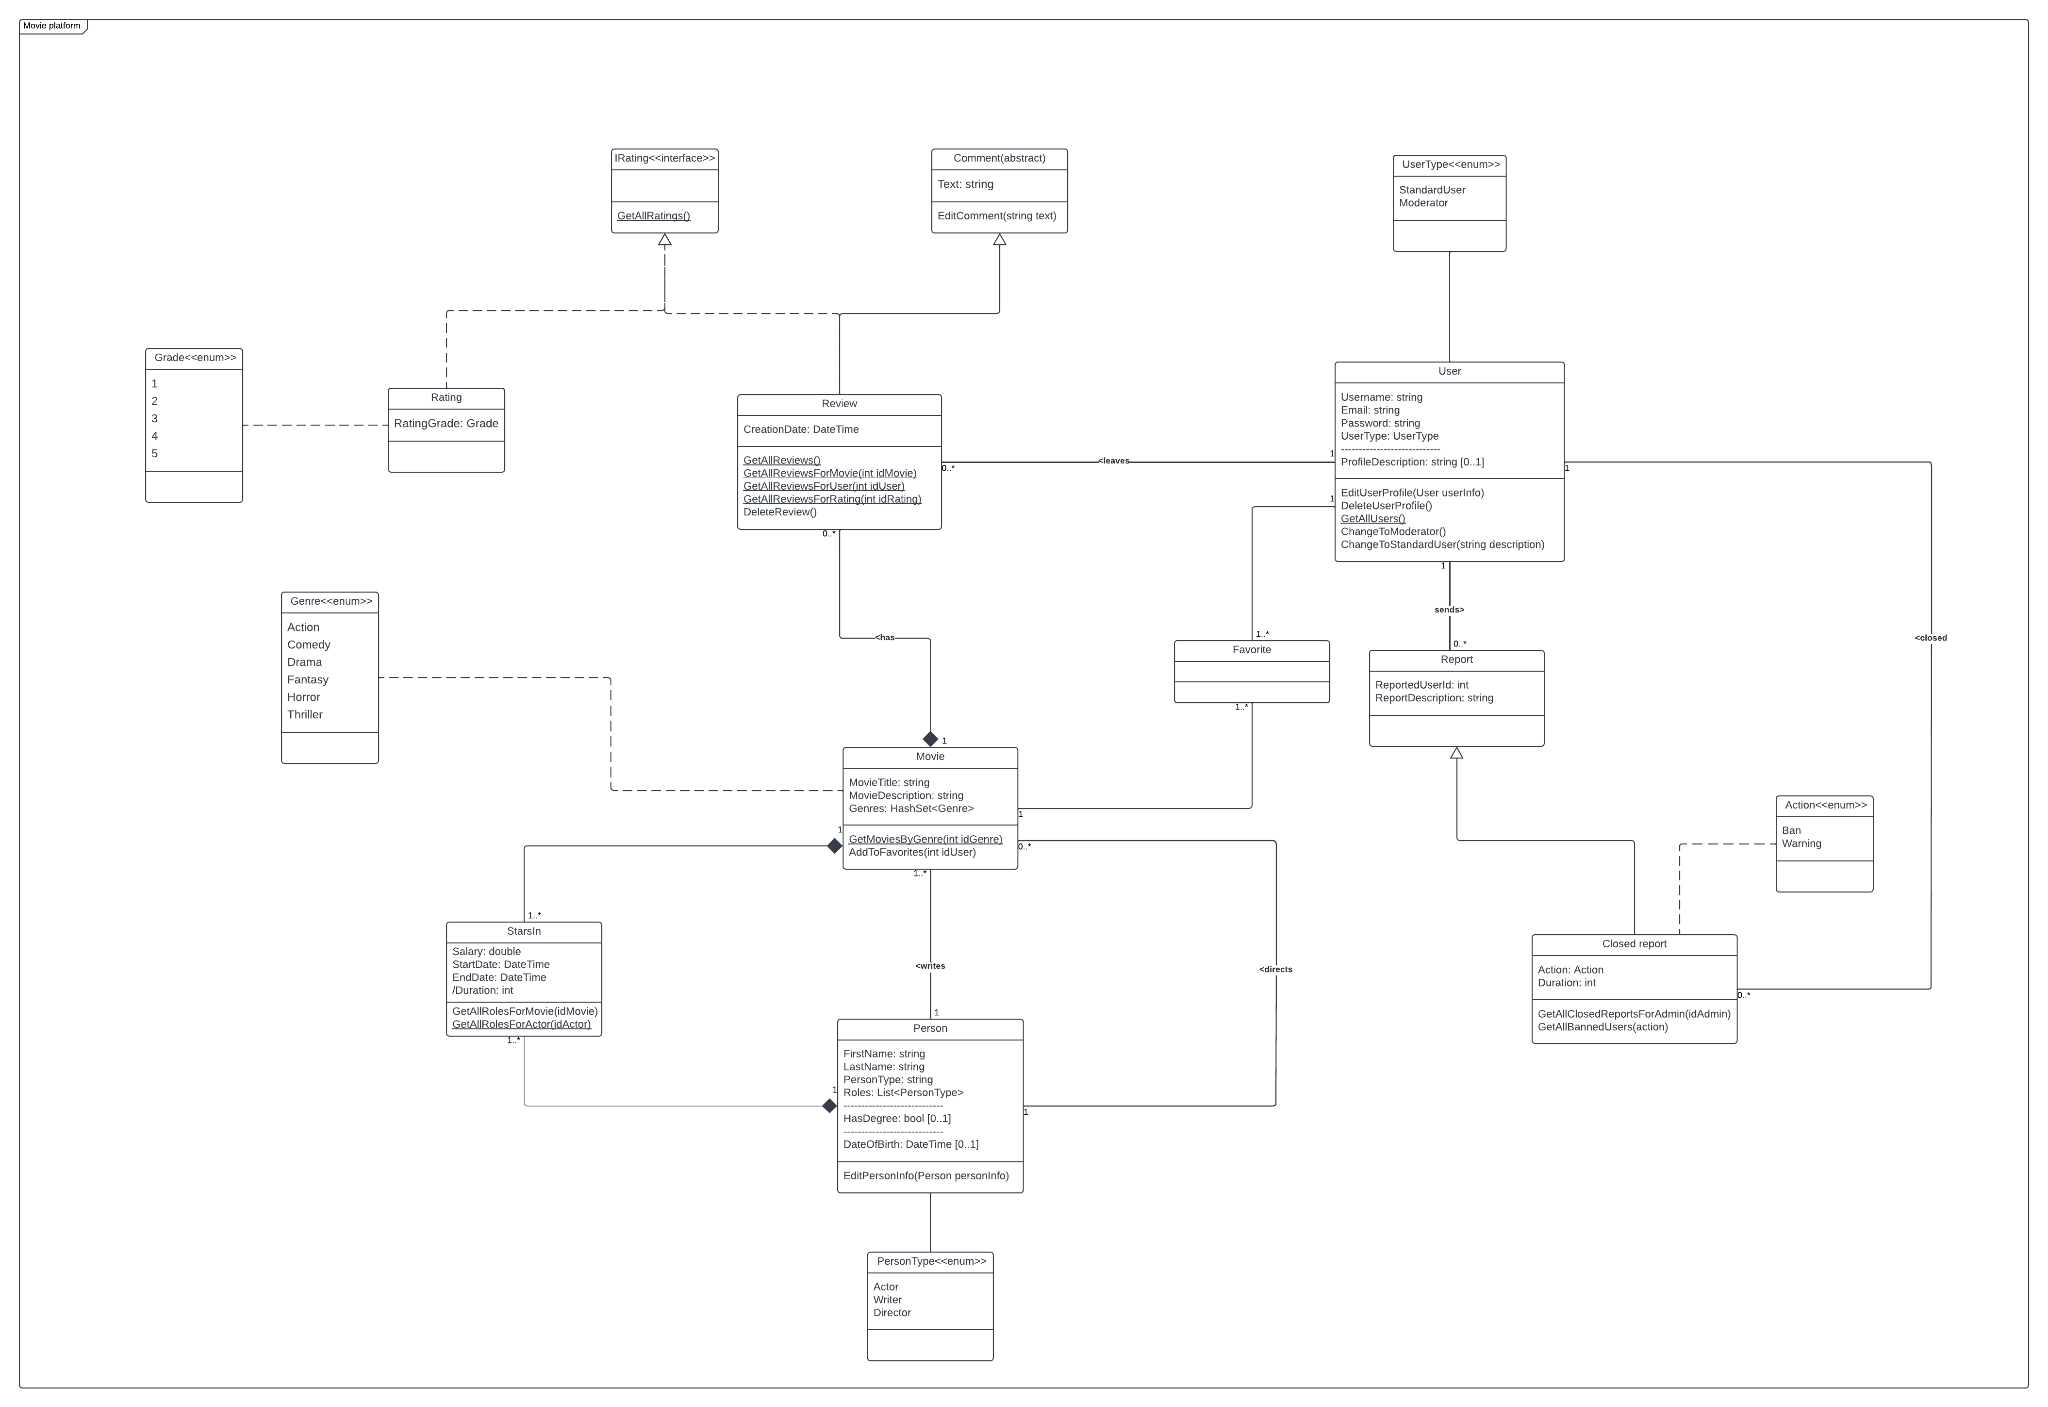 Movie platform
IRating<<interface>>
GetAllRatings()
Comment(abstract)
Text: string
EditComment(string text)
UserType<<enum>>
StandardUser
Moderator
Grade<<enum>>
1
2
3
4
5
Rating
RatingGrade: Grade
Review
CreationDate: DateTime
GetAllReviews()
GetAllReviewsForMovie(int idMovie)
GetAllReviewsForUser(int idUser)
GetAllReviewsForRating(int idRating)
DeleteReview()
0..*
<leaves
1
User
Username: string
Email: string
Password: string
UserType: UserType
----------------------------
ProfileDescription: string [0..1]
EditUserProfile(User userInfo)
DeleteUserProfile()
GetAllUsers()
ChangeToModerator()
ChangeToStandardUser(string description)
1
1
1
0..*
<has
1
sends>
0..*
<closed
Genre<<enum>>
Action
Comedy
Drama
Fantasy
Horror
Thriller
1..*
Favorite
1..*
Report
ReportedUserId: int
ReportDescription: string
Movie
MovieTitle: string
MovieDescription: string
Genres: HashSet<Genre>
GetMoviesByGenre(int idGenre)
AddToFavorites(int idUser)
1
1
0..*
1..*
Action<<enum>>
Ban
Warning
1..*
StarsIn
Salary: double
StartDate: DateTime
EndDate: DateTime
/Duration: int
GetAllRolesForMovie(idMovie)
GetAllRolesForActor(idActor)
1..*
<writes
<directs
Closed report
Action: Action
Duration: int
GetAllClosedReportsForAdmin(idAdmin)
GetAllBannedUsers(action)
0..*
1
Person
FirstName: string
LastName: string
PersonType: string
Roles: List<PersonType>
----------------------------
HasDegree: bool [0..1]
----------------------------
DateOfBirth: DateTime [0..1]
EditPersonInfo(Person personInfo)
1
1
PersonType<<enum>>
Actor
Writer
Director